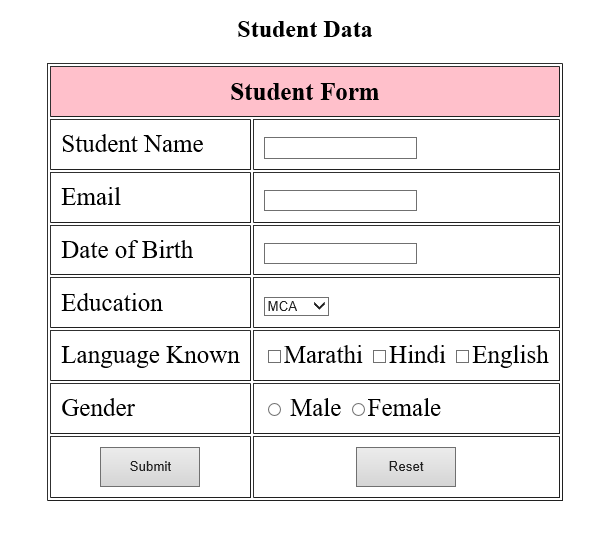 Student Data
Student Form
Student Name
Email
Date of Birth
Education MCA
Language Known Marathi Hindi English
Gender Male Female
Submit Reset